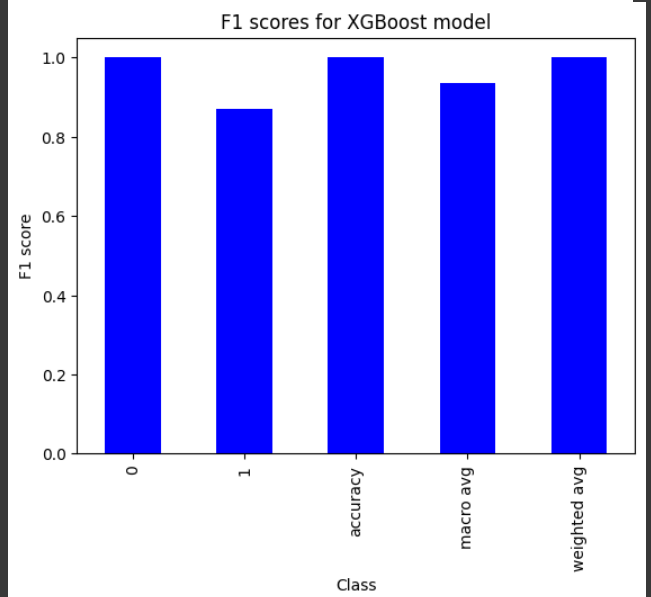 F1 scores for XGBoost model
1.0
0.8
0.6
0.4
0.2
0.0
F1 score
0
1
accuracy
macro avg
weighted avg
Class